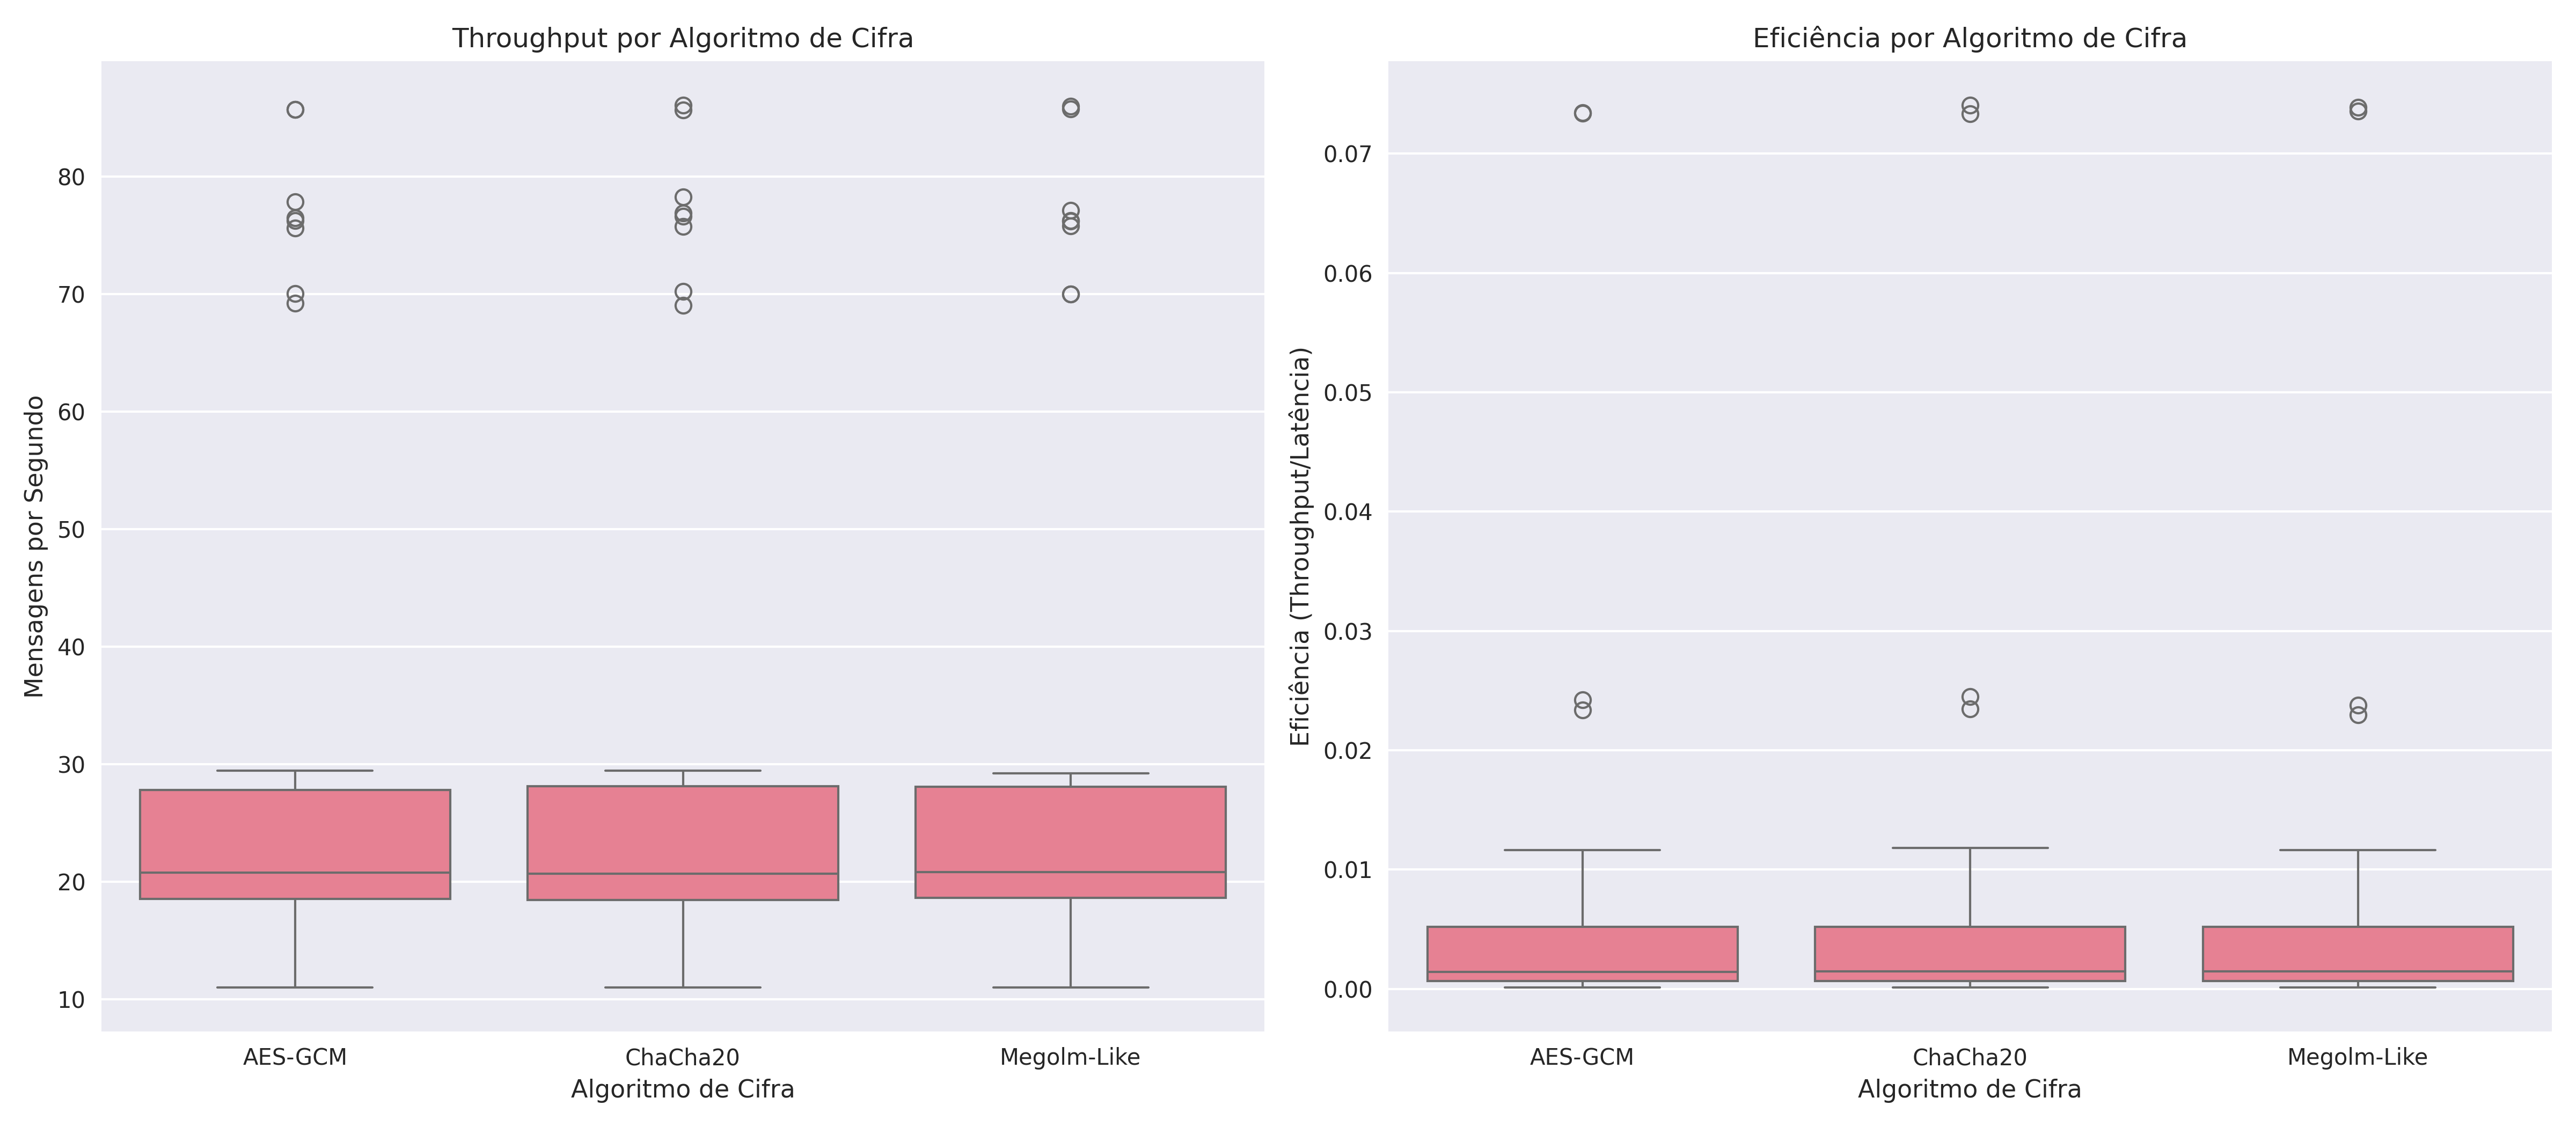 Throughput por Algoritmo de Cifra
Mensagens por Segundo
80
70
60
50
40
30
20
10
AES-GCM
ChaCha20
Megolm-Like
Algoritmo de Cifra
Eficiência por Algoritmo de Cifra
Eficiência (Throughput/Latência)
0.07
0.06
0.05
0.04
0.03
0.02
0.01
0.00
AES-GCM
ChaCha20
Megolm-Like
Algoritmo de Cifra